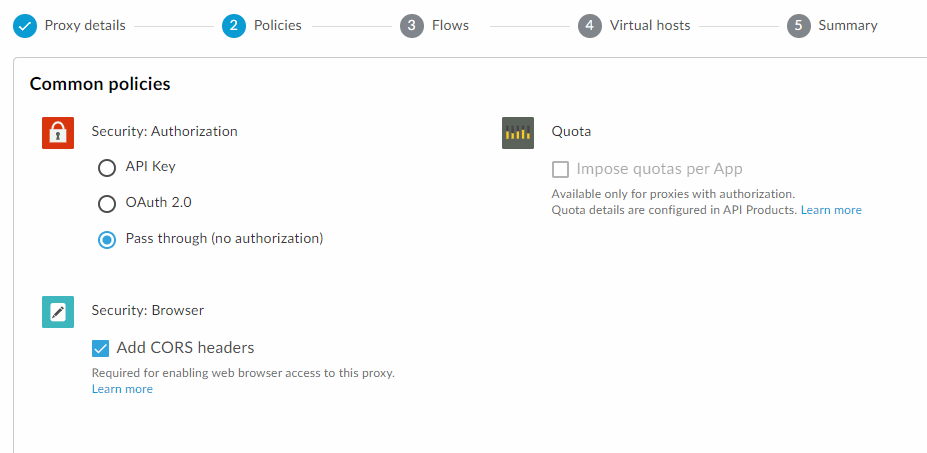 Proxy details
2 Policies
3 Flows
4 Virtual hosts
5 Summary
Common policies
Security: Authorization
API Key
OAuth 2.0
Pass through (no authorization)
Quota
Impose quotas per App
Available only for proxies with authorization.
Quota details are configured in API Products. Learn more
Security: Browser
Add CORS headers
Required for enabling web browser access to this proxy.
Learn more